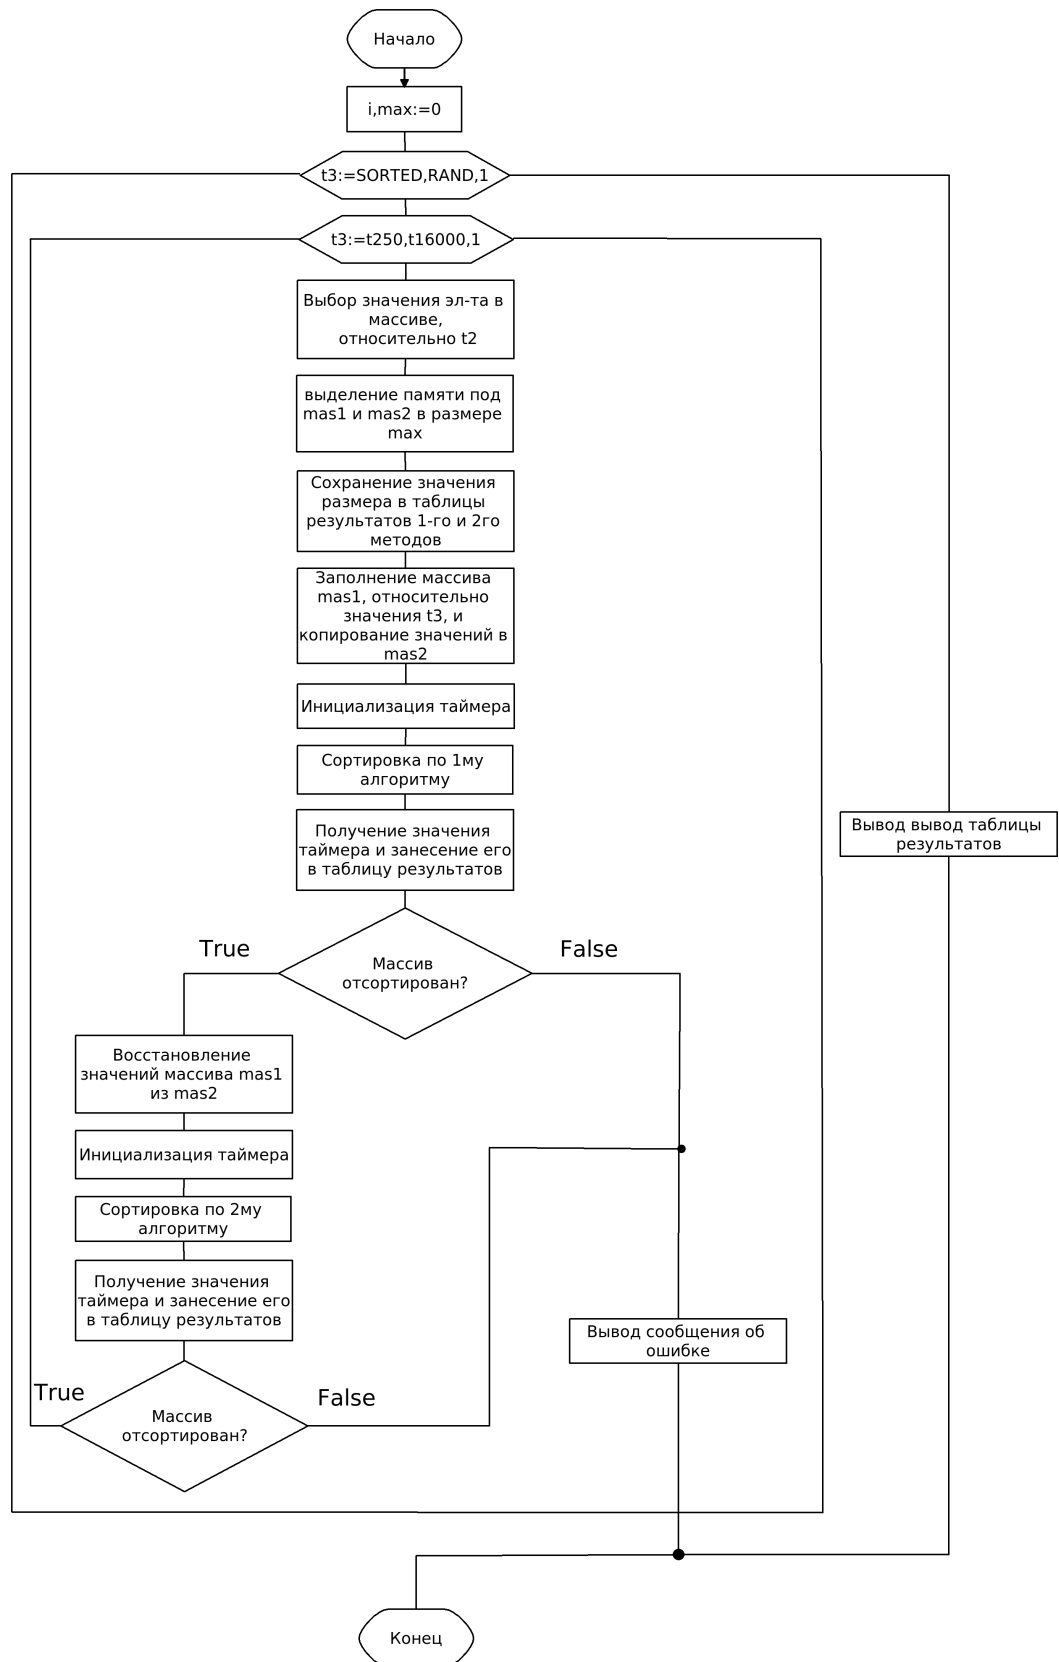 Начало
i,max:=0
t3:=SORTED,RAND,1
t3:=t250,t16000,1
Выбор значения эл-та в
массиве,
относительно t2
выделение памяти под
mas1 и mas2 в размере
max
Сохранение значения
размера в таблицы
результатов 1-го и 2го
методов
Заполнение массива
mas1, относительно
значения t3, и
копирование значений в
mas2
Инициализация таймера
Сортировка по 1му
алгоритму
Получение значения
таймера и занесение его
в таблицу результатов
Вывод вывод таблицы
результатов
True
False
Массив
отсортирован?
Восстановление
значений массива mas1
из mas2
Инициализация таймера
Сортировка по 2му
алгоритму
Получение значения
таймера и занесение его
в таблицу результатов
Вывод сообщения об
ошибке
True
False
Массив
отсортирован?
Конец